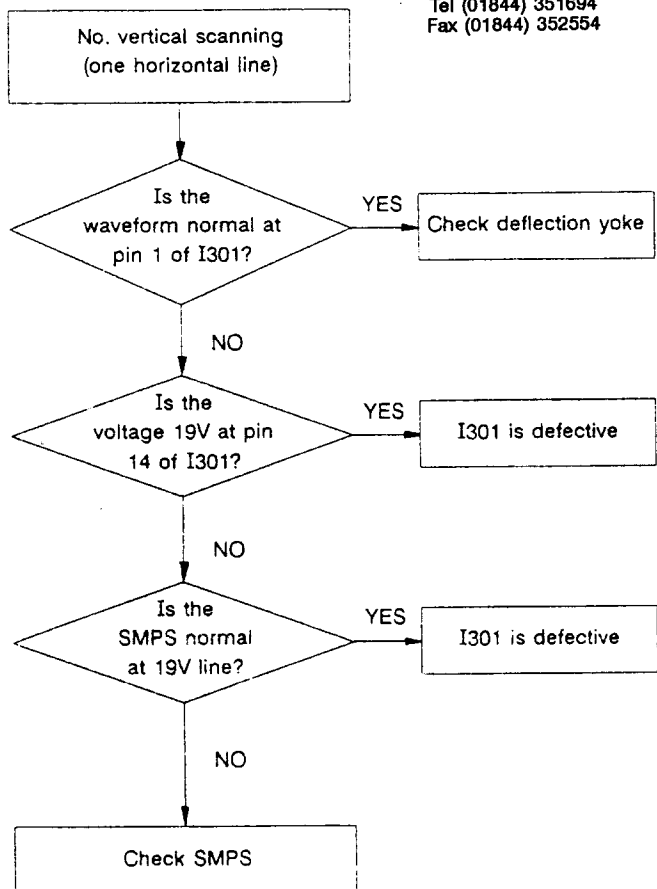 Tel (01844) 351694
Fax (01844) 352554
No. vertical scanning
(one horizontal line)
Is the
waveform normal at
pin 1 of I301?
YES
Check deflection yoke
NO
Is the
voltage 19V at pin
14 of I301?
YES
I301 is defective
NO
Is the
SMPS normal
at 19V line?
YES
I301 is defective
NO
Check SMPS